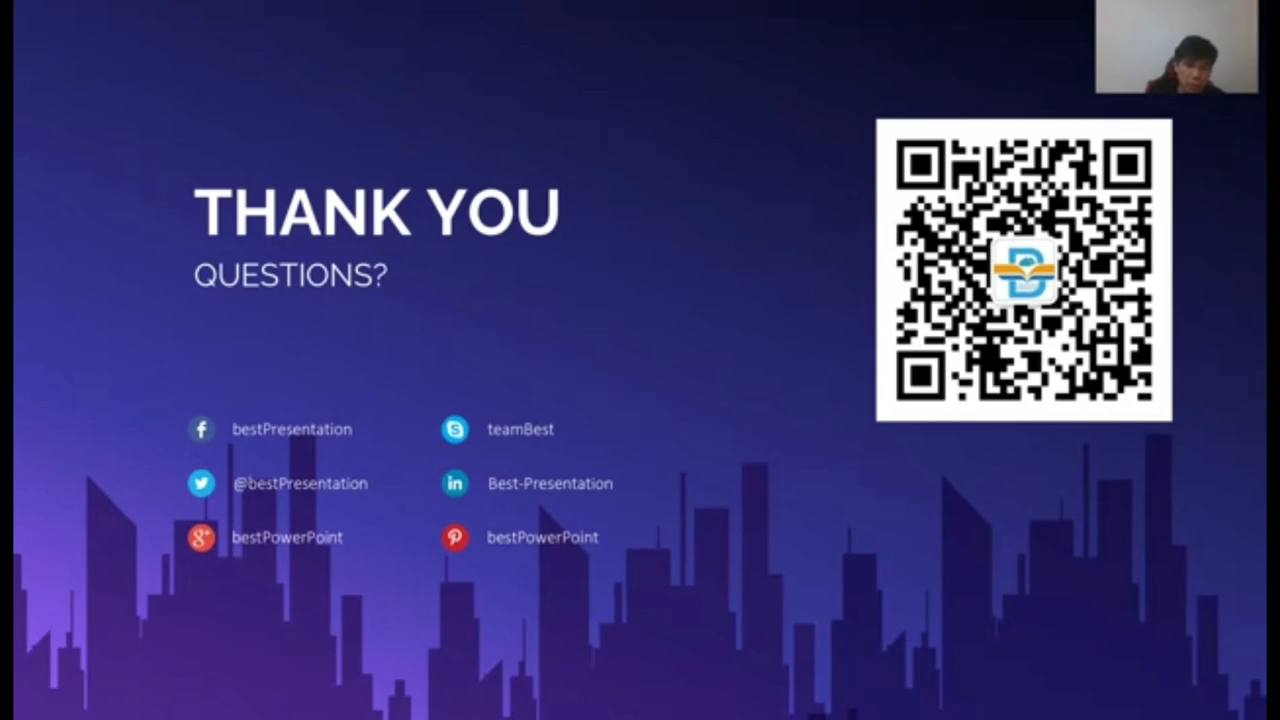 THANK YOU
QUESTIONS?
bestPresentation
teamBest
@bestPresentation
Best-Presentation
bestPowerPoint
bestPowerPoint